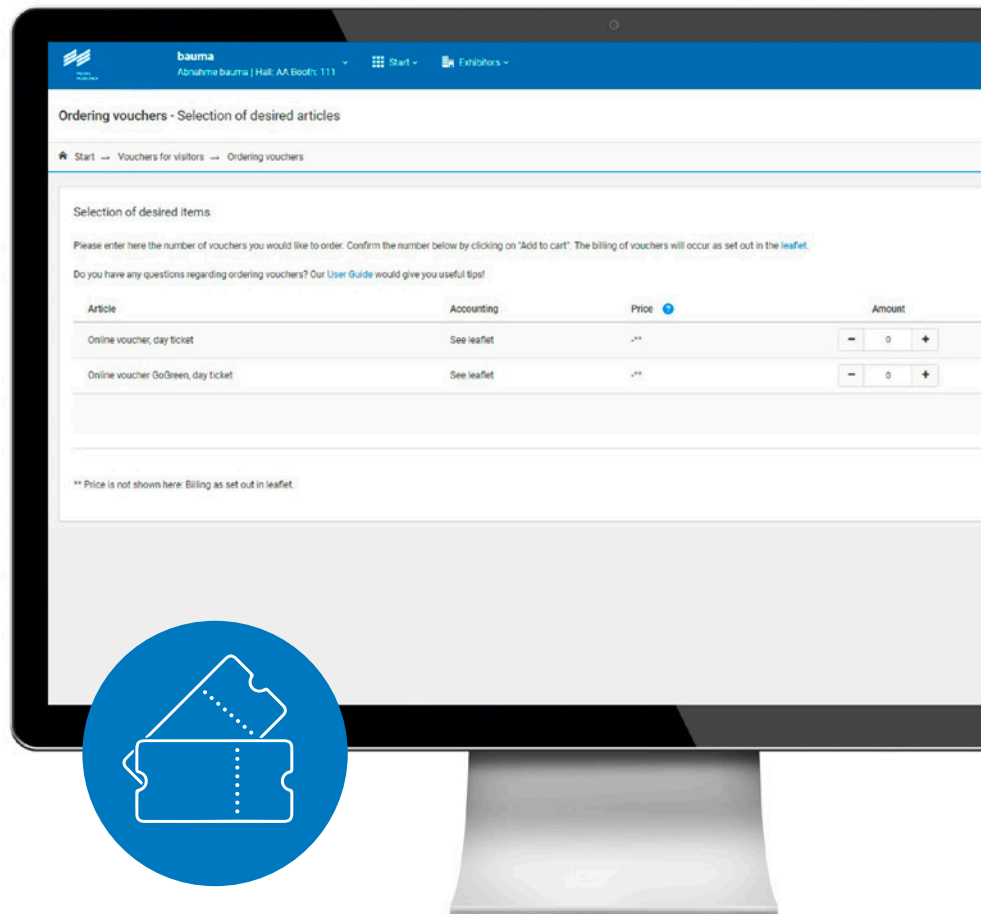 bauma
Abnahme bauma | Hall: AA Booth: 111
Start
Exhibitors
MESSE
MÜNCHEN
Ordering vouchers - Selection of desired articles
Start → Vouchers for visitors → Ordering vouchers
Selection of desired items
Please enter here the number of vouchers you would like to order. Confirm the number below by clicking on "Add to cart". The billing of vouchers will occur as set out in the leaflet.
Do you have any questions regarding ordering vouchers? Our User Guide would give you useful tips!
Article Accounting Price ? Amount
Online voucher, day ticket See leaflet -** − 0 +
Online voucher GoGreen, day ticket See leaflet -** − 0 +
** Price is not shown here: Billing as set out in leaflet.